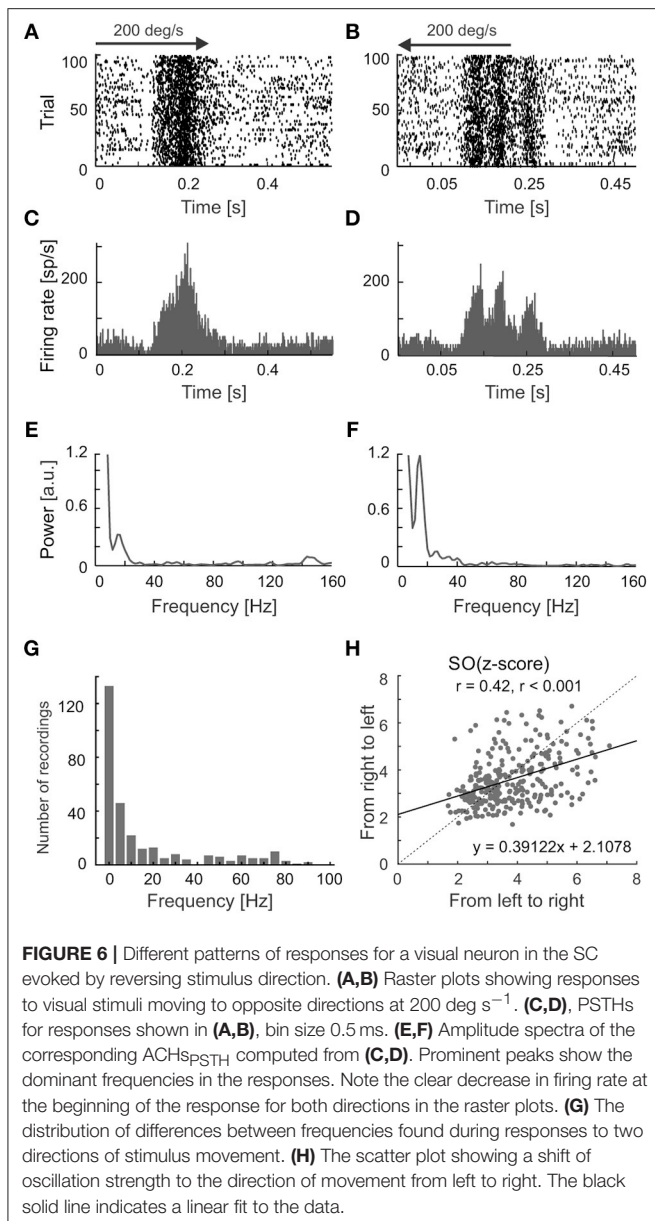 A
200 deg/s
B
200 deg/s
Trial
100
50
0
0 0.2 0.4
Time [s]
100
50
0
0.05 0.25 0.45
Time [s]
C
D
Firing rate [sp/s]
200
0
0 0.2 0.4
Time [s]
200
0
0.05 0.25 0.45
Time [s]
E
F
Power [a.u.]
1.2
0.6
0
0 40 80 120 160
Frequency [Hz]
1.2
0.6
0
0 40 80 120 160
Frequency [Hz]
G
H
Number of recordings
120
80
40
0
0 20 40 60 80 100
Frequency [Hz]
SO(z-score)
r = 0.42, r < 0.001
From right to left
8
6
4
2
0
y = 0.39122x + 2.1078
0 2 4 6 8
From left to right
FIGURE 6 | Different patterns of responses for a visual neuron in the SC
evoked by reversing stimulus direction. (A,B) Raster plots showing responses
to visual stimuli moving to opposite directions at 200 deg s−1. (C,D), PSTHs
for responses shown in (A,B), bin size 0.5 ms. (E,F) Amplitude spectra of the
corresponding ACHsPSTH computed from (C,D). Prominent peaks show the
dominant frequencies in the responses. Note the clear decrease in firing rate at
the beginning of the response for both directions in the raster plots. (G) The
distribution of differences between frequencies found during responses to two
directions of stimulus movement. (H) The scatter plot showing a shift of
oscillation strength to the direction of movement from left to right. The black
solid line indicates a linear fit to the data.